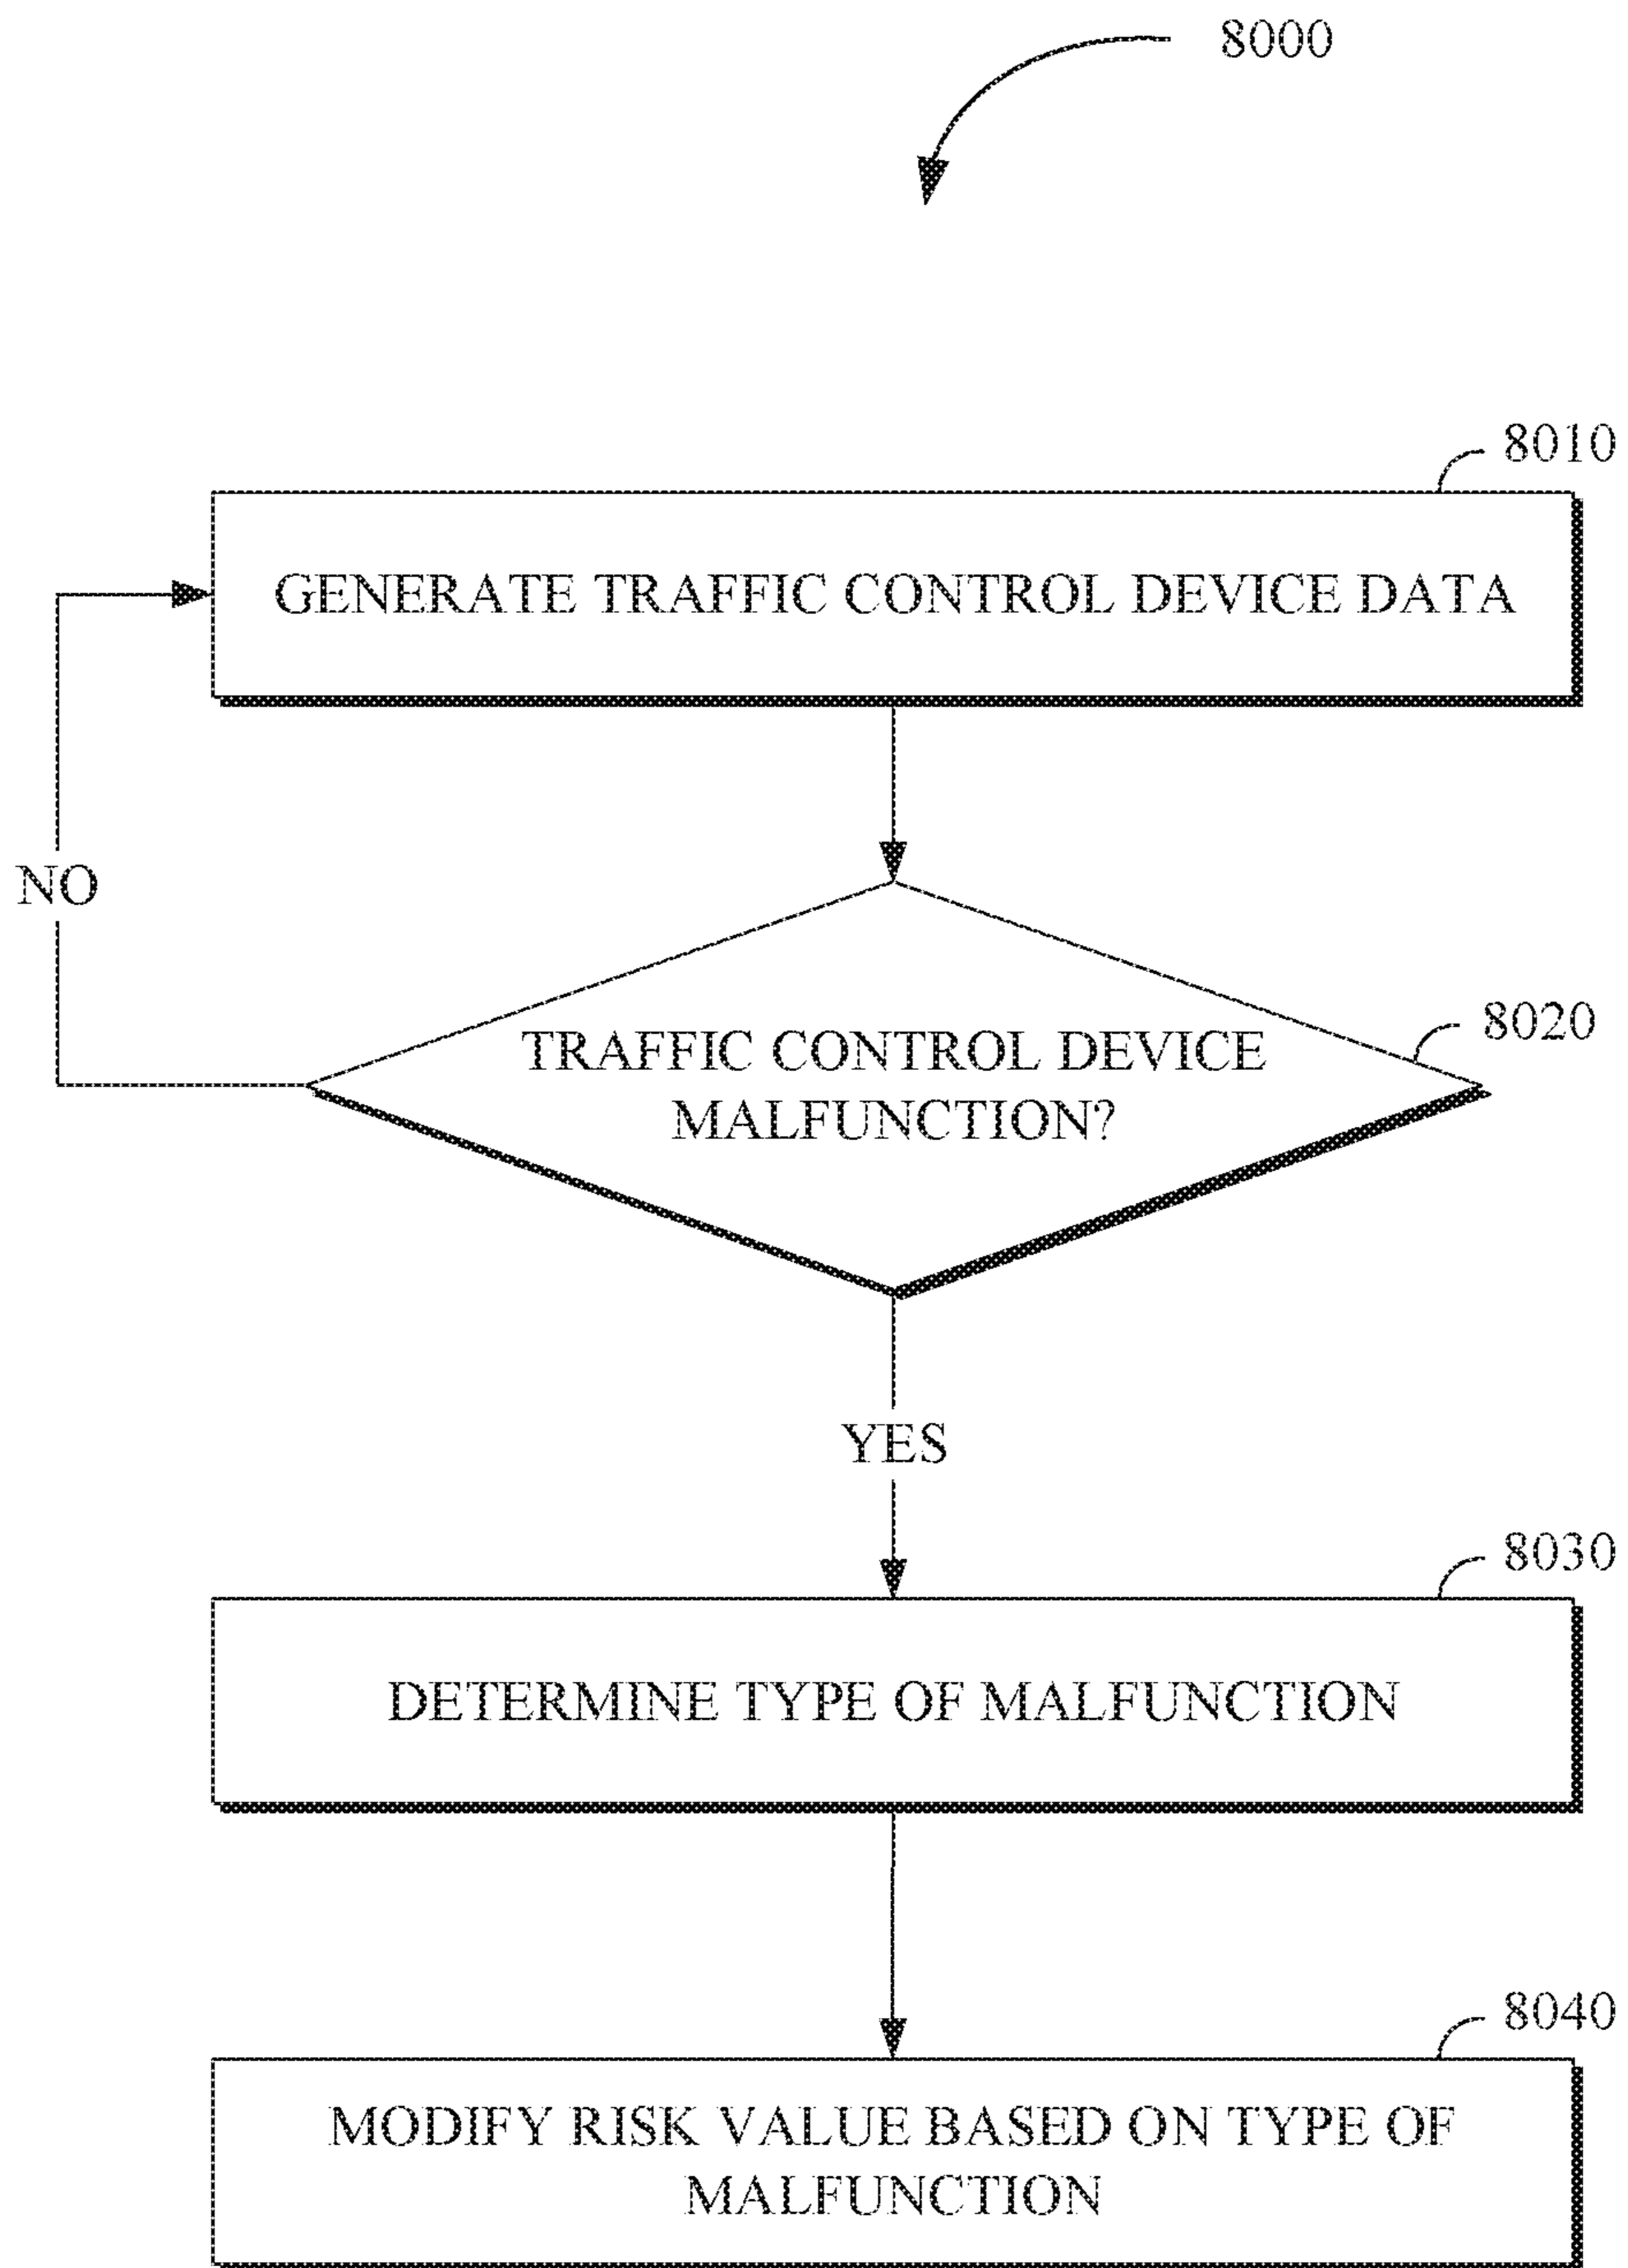 8000
8010
GENERATE TRAFFIC CONTROL DEVICE DATA
NO
8020
TRAFFIC CONTROL DEVICE
MALFUNCTION?
YES
8030
DETERMINE TYPE OF MALFUNCTION
8040
MODIFY RISK VALUE BASED ON TYPE OF
MALFUNCTION